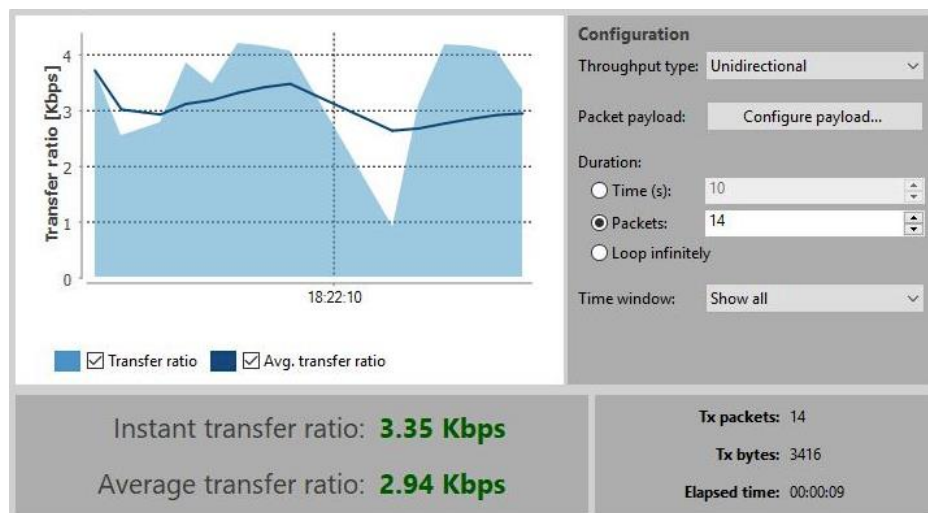 Transfer ratio [Kbps]
4
3
2
1
0
18:22:10
Transfer ratio
Avg. transfer ratio
Configuration
Throughput type: Unidirectional
Packet payload: Configure payload...
Duration:
Time (s): 10
Packets: 14
Loop infinitely
Time window: Show all
Instant transfer ratio: 3.35 Kbps
Average transfer ratio: 2.94 Kbps
Tx packets: 14
Tx bytes: 3416
Elapsed time: 00:00:09